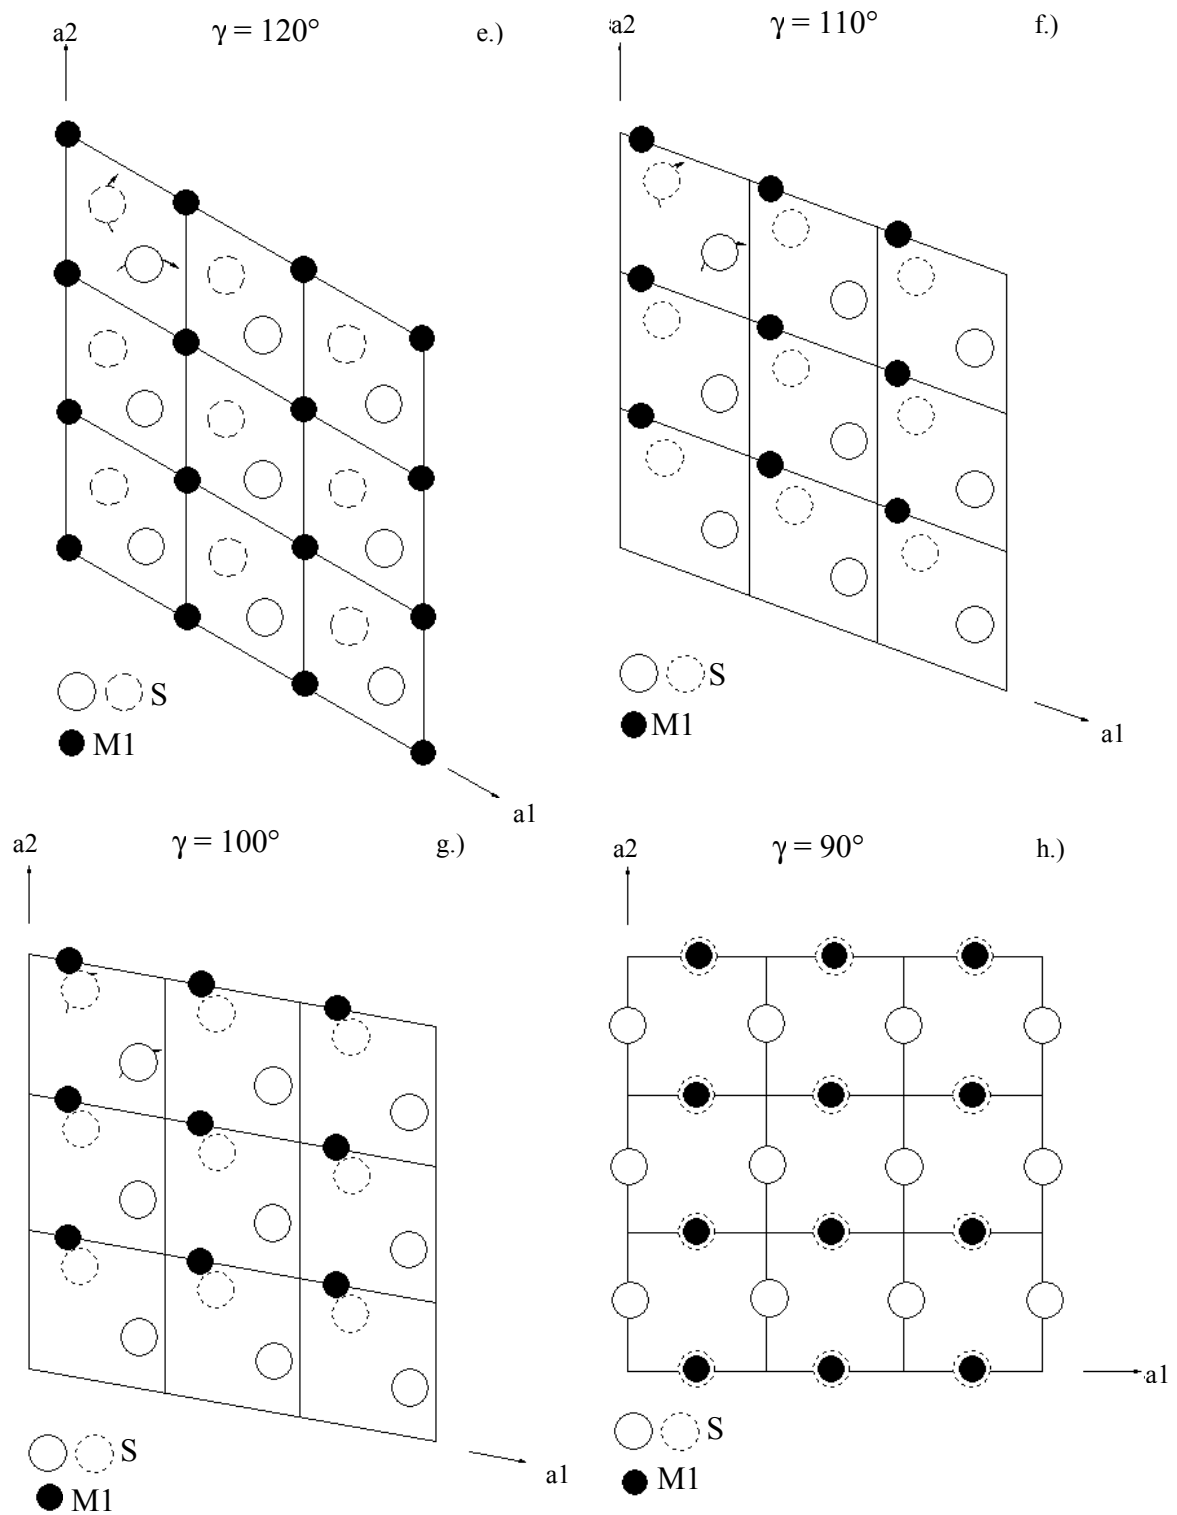 a2 γ = 120° e.)
S
M1
a1
a2 γ = 110° f.)
S
M1
a1
a2 γ = 100° g.)
S
M1
a1
a2 γ = 90° h.)
a1
S
M1